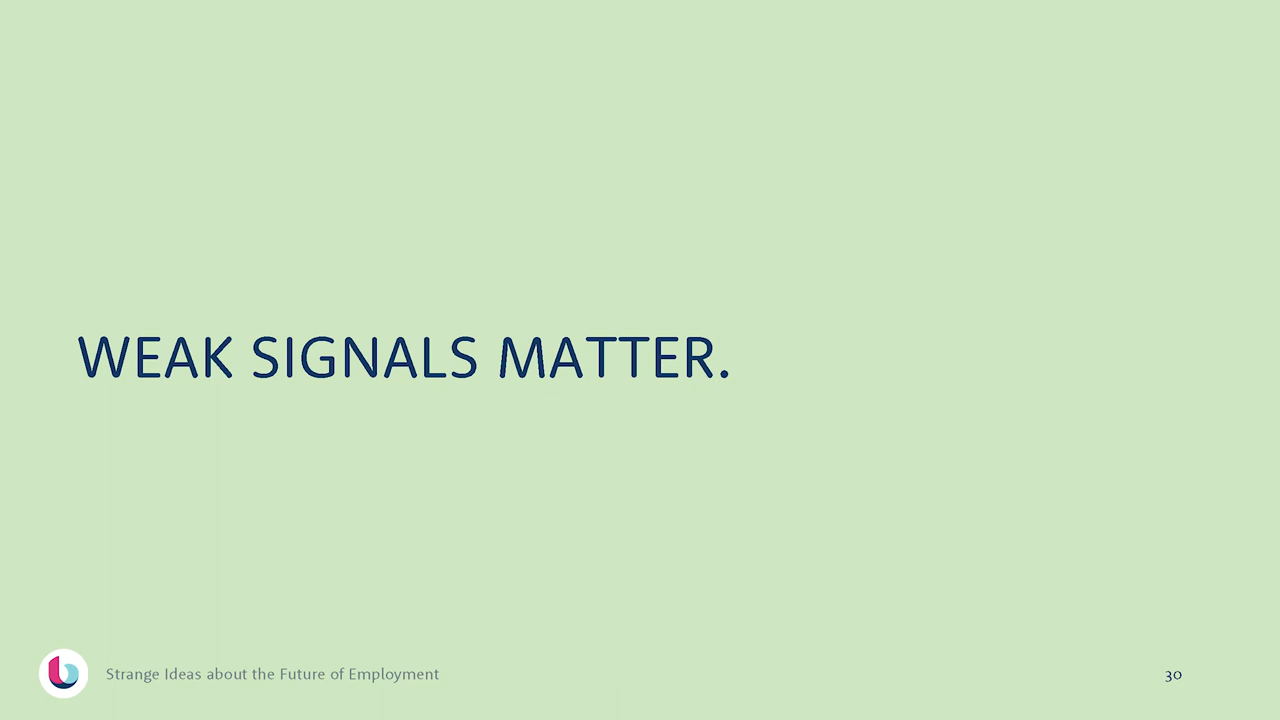 WEAK SIGNALS MATTER.
Strange Ideas about the Future of Employment
30